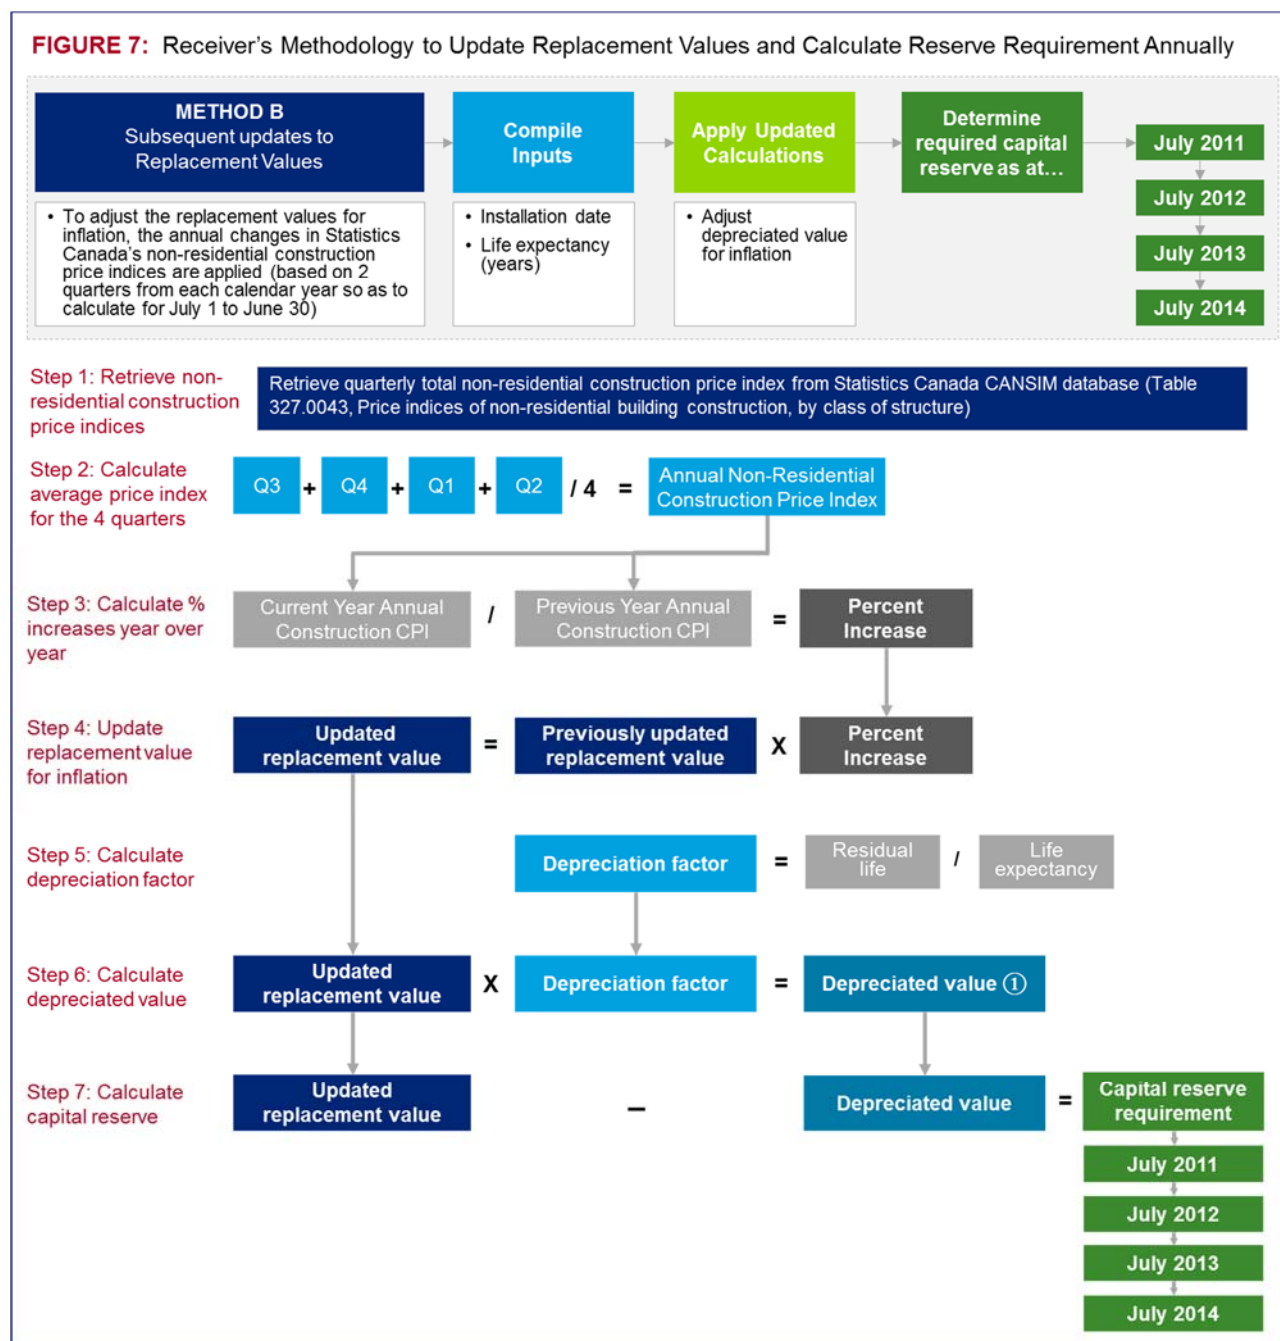 FIGURE 7: Receiver's Methodology to Update Replacement Values and Calculate Reserve Requirement Annually
METHOD B
Subsequent updates to
Replacement Values
• To adjust the replacement values for
inflation, the annual changes in Statistics
Canada's non-residential construction
price indices are applied (based on 2
quarters from each calendar year so as to
calculate for July 1 to June 30)
Compile
Inputs
• Installation date
• Life expectancy
(years)
Apply Updated
Calculations
• Adjust
depreciated value
for inflation
Determine
required capital
reserve as at...
July 2011
July 2012
July 2013
July 2014
Step 1: Retrieve non-
residential construction
price indices
Retrieve quarterly total non-residential construction price index from Statistics Canada CANSIM database (Table
327.0043, Price indices of non-residential building construction, by class of structure)
Step 2: Calculate
average price index
for the 4 quarters
Q3 + Q4 + Q1 + Q2 / 4 =
Annual Non-Residential
Construction Price Index
Step 3: Calculate %
increases year over
year
Current Year Annual
Construction CPI
/
Previous Year Annual
Construction CPI
=
Percent
Increase
Step 4: Update
replacement value
for inflation
Updated
replacement value
=
Previously updated
replacement value
X
Percent
Increase
Step 5: Calculate
depreciation factor
Depreciation factor
=
Residual
life
/
Life
expectancy
Step 6: Calculate
depreciated value
Updated
replacement value
X
Depreciation factor
=
Depreciated value ①
Step 7: Calculate
capital reserve
Updated
replacement value
–
Depreciated value
=
Capital reserve
requirement
July 2011
July 2012
July 2013
July 2014